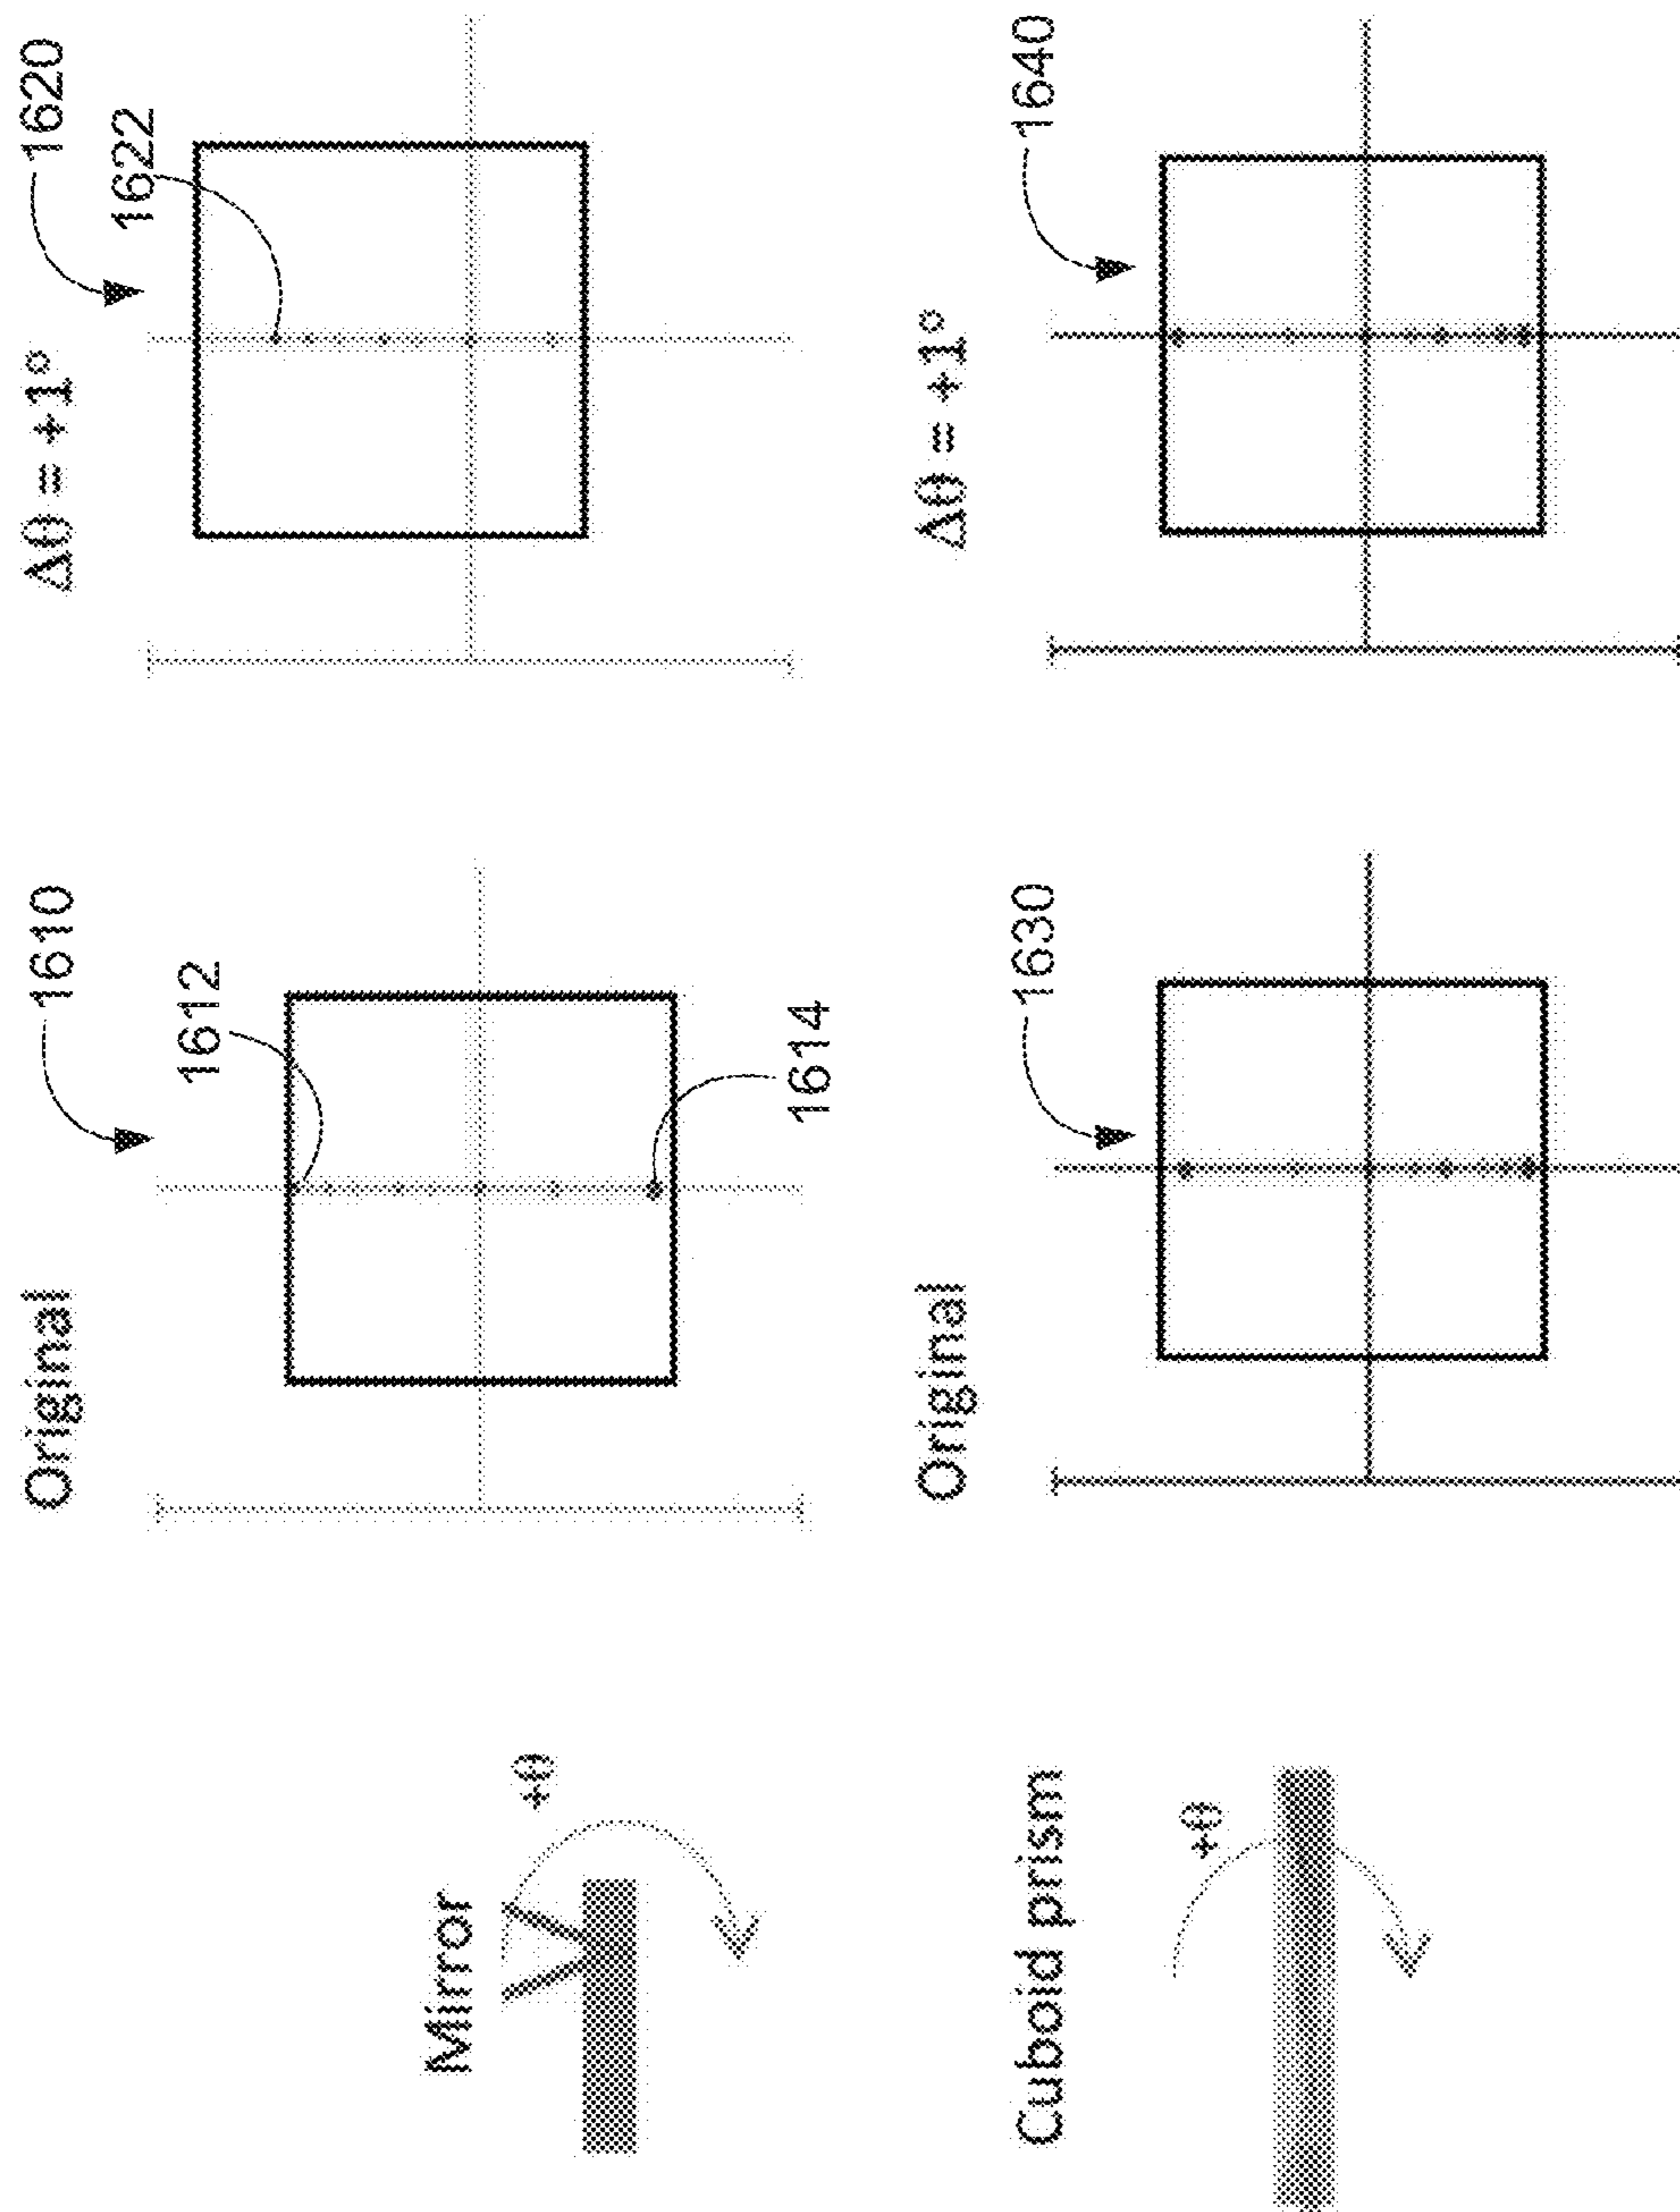 Mirror
+θ
Original
1610
1612
1614
Δθ = +1°
1620
1622
Cuboid prism
+θ
Original
1630
Δθ = +1°
1640